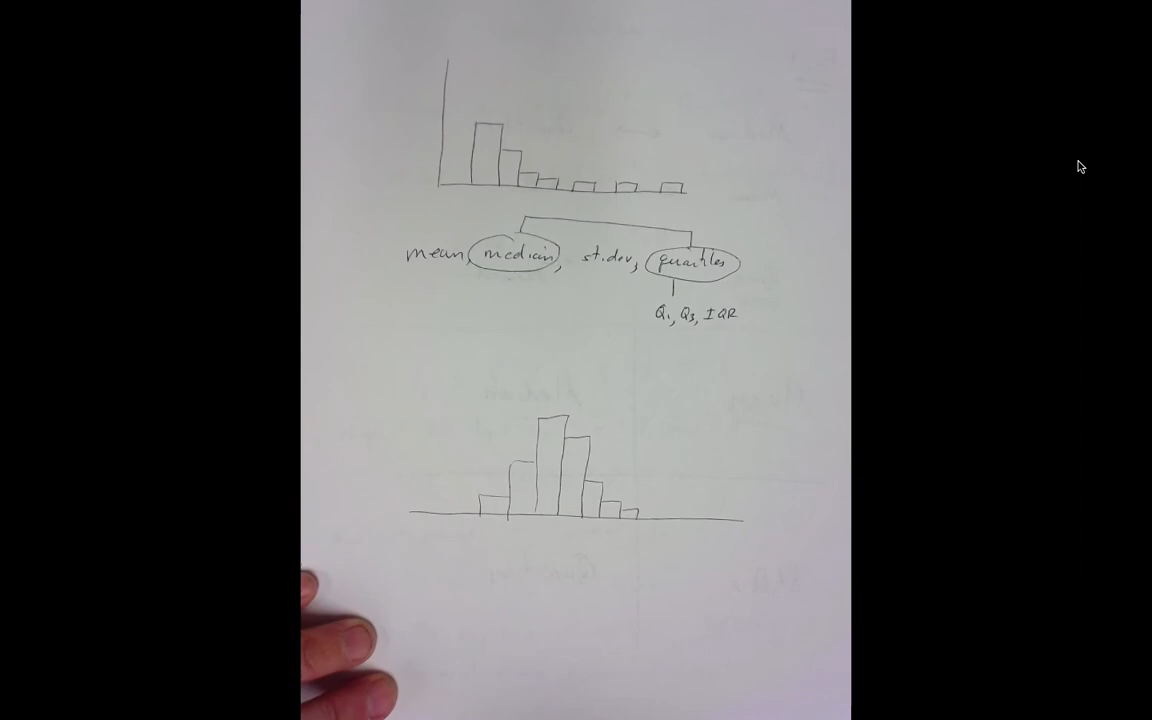 mean, median, st.dev, quartiles
Q1, Q3, IQR